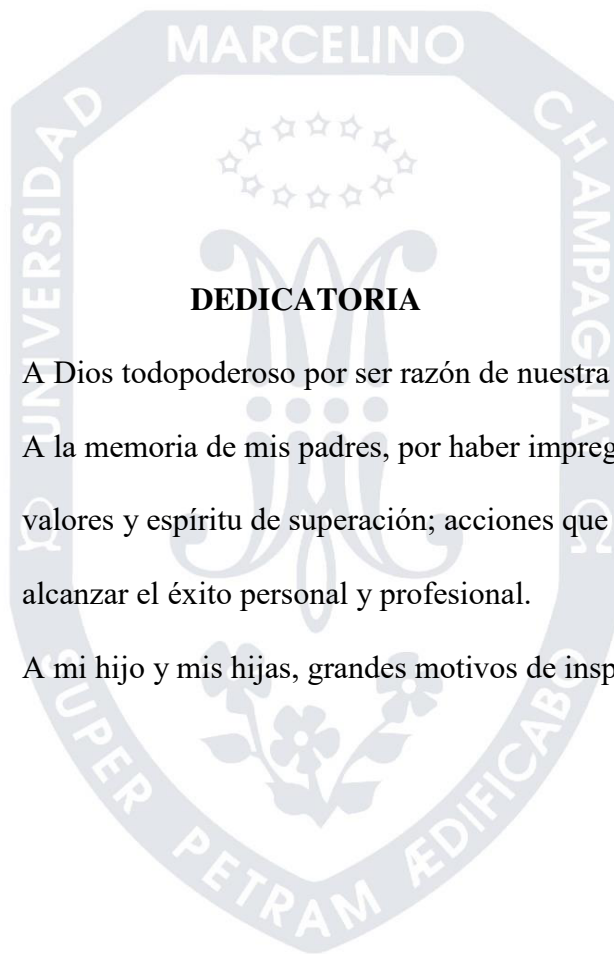 MARCELINO
UNIVERSIDAD
CHAMPAGNIA
DEDICATORIA
A Dios todopoderoso por ser razón de nuestra
A la memoria de mis padres, por haber impreg
valores y espíritu de superación; acciones que
alcanzar el éxito personal y profesional.
A mi hijo y mis hijas, grandes motivos de insp
Ω
Ω
SUPER PETRAM ÆDIFICABO